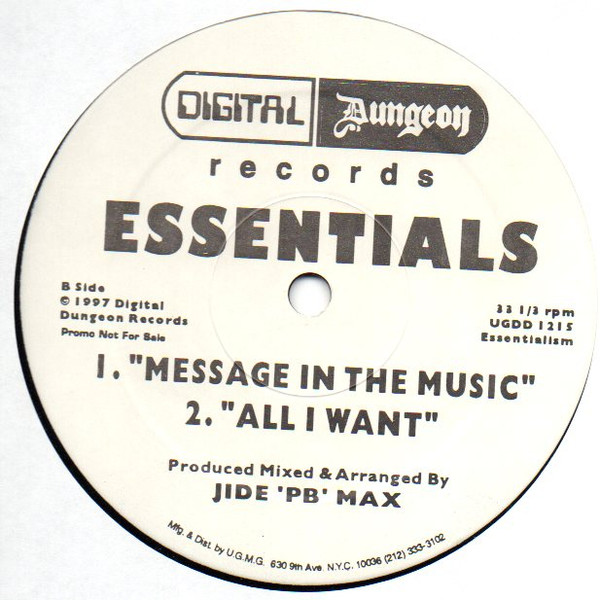 DIGITAL Dungeon
records
ESSENTIALS
B Side
© 1997 Digital
Dungeon Records
Promo Not For Sale
33 1/3 rpm
UGDD 1215
Essentialism
1. "MESSAGE IN THE MUSIC"
2. "ALL I WANT"
Produced Mixed & Arranged By
JIDE 'PB' MAX
Mfg. & Dist. by U.G.M.G. 630 9th Ave. N.Y.C. 10036 (212) 333-3102